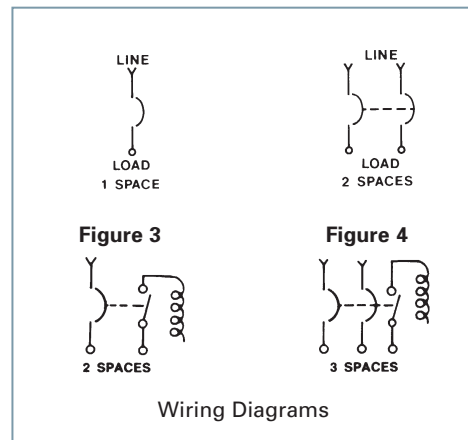 LINE
LINE
LOAD
1 SPACE
LOAD
2 SPACES
Figure 3
Figure 4
2 SPACES
3 SPACES
Wiring Diagrams